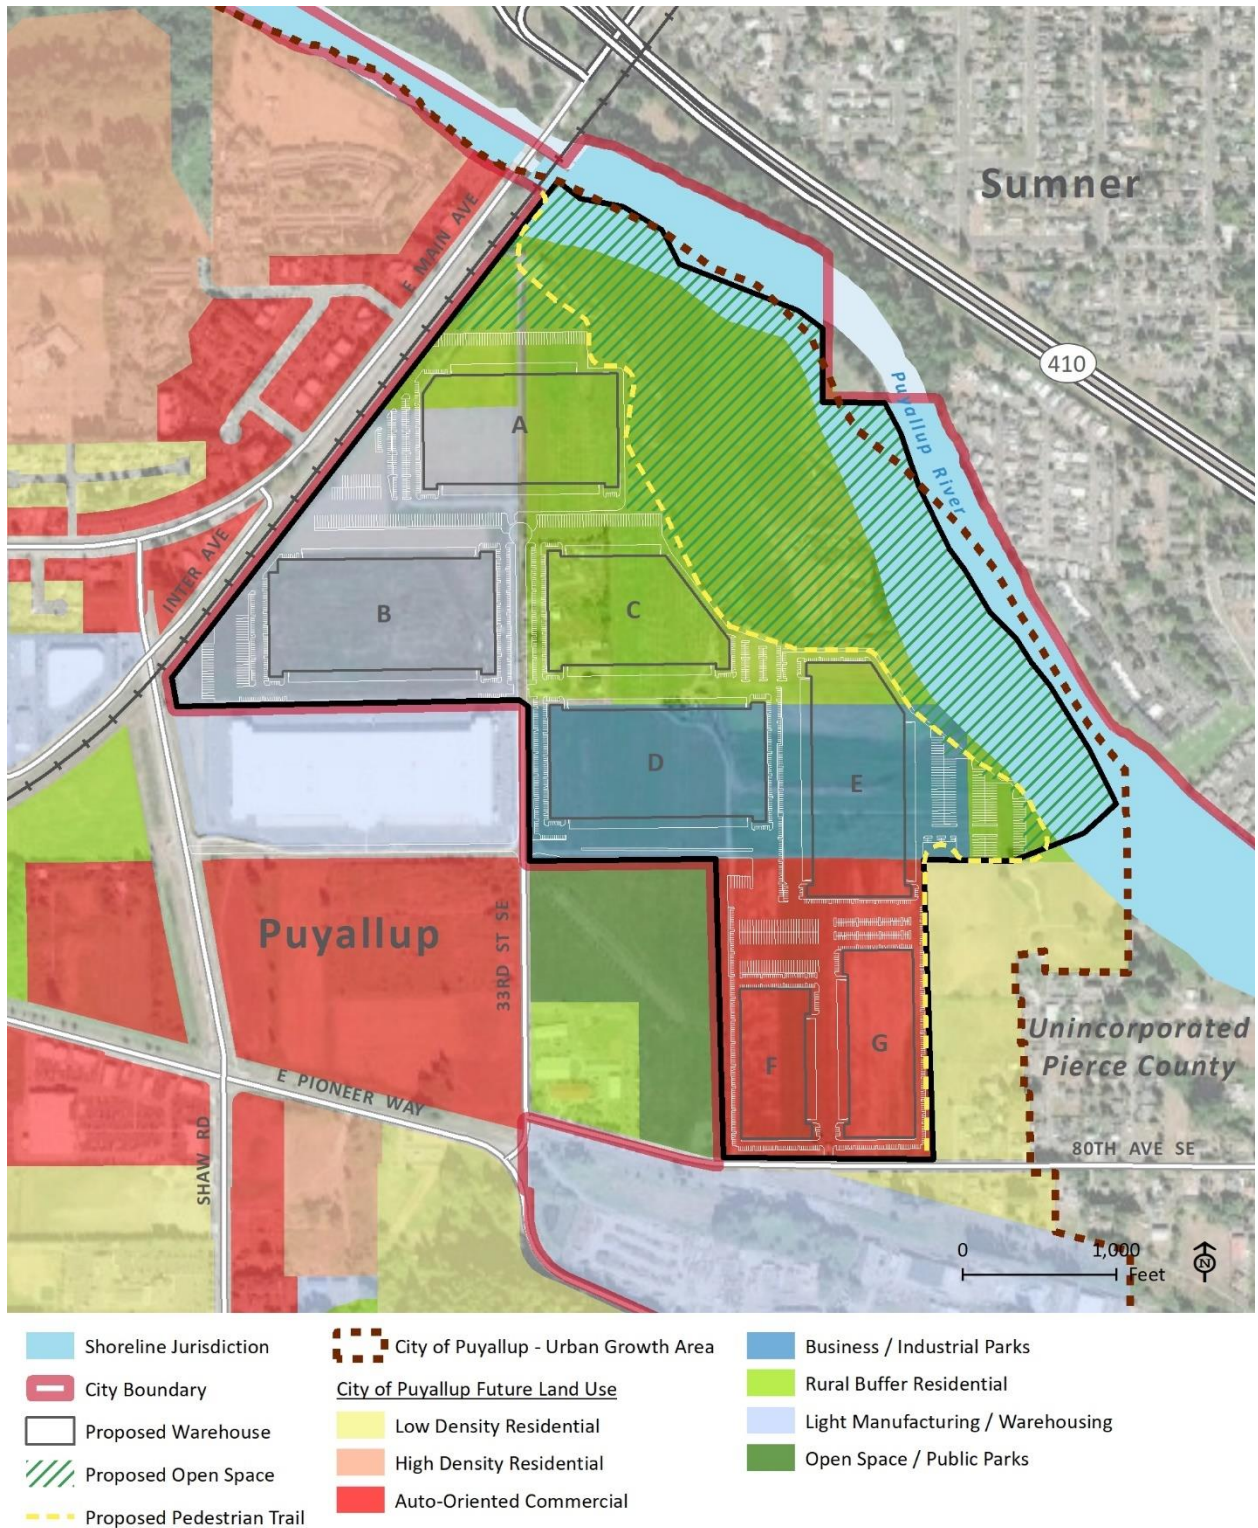 Sumner
E MAIN AVE
410
Puyallup River
A
INTER AVE
B
C
D
E
33RD ST SE
Puyallup
Unincorporated
Pierce County
F
G
E PIONEER WAY
SHAW RD
80TH AVE SE
0 1,000
Feet
N
Shoreline Jurisdiction
City Boundary
Proposed Warehouse
Proposed Open Space
Proposed Pedestrian Trail
City of Puyallup - Urban Growth Area
City of Puyallup Future Land Use
Low Density Residential
High Density Residential
Auto-Oriented Commercial
Business / Industrial Parks
Rural Buffer Residential
Light Manufacturing / Warehousing
Open Space / Public Parks